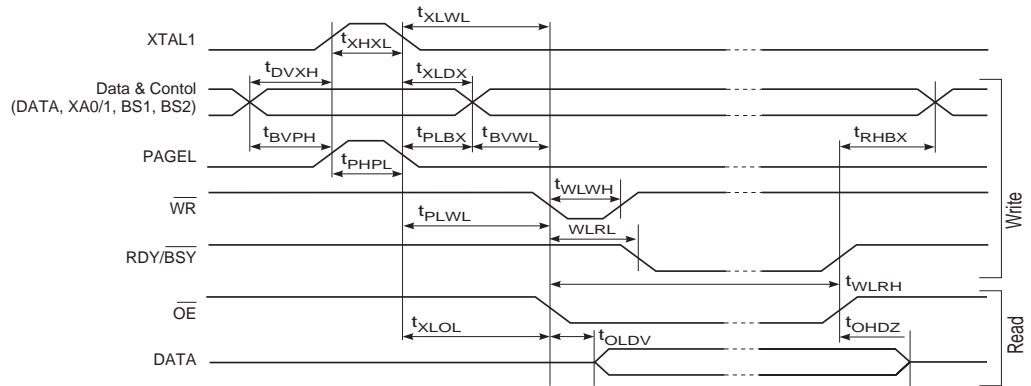 tXLWL
XTAL1
tXHXL
tDVXH
tXLDX
Data & Contol
(DATA, XA0/1, BS1, BS2)
tBVPH
tPLBX
tBVWL
tRHBX
PAGEL
tPHPL
tWLWH
WR
tPLWL
WLRL
Write
RDY/BSY
tWLRH
OE
tXLOL
tOLDV
tOHDZ
Read
DATA